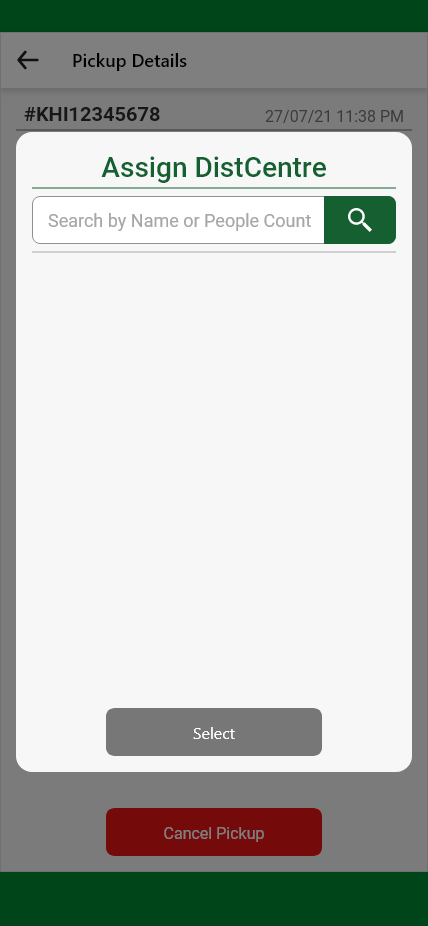 Pickup Details
#KHI12345678
27/07/21 11:38 PM
Assign DistCentre
Search by Name or People Count
Select
Cancel Pickup